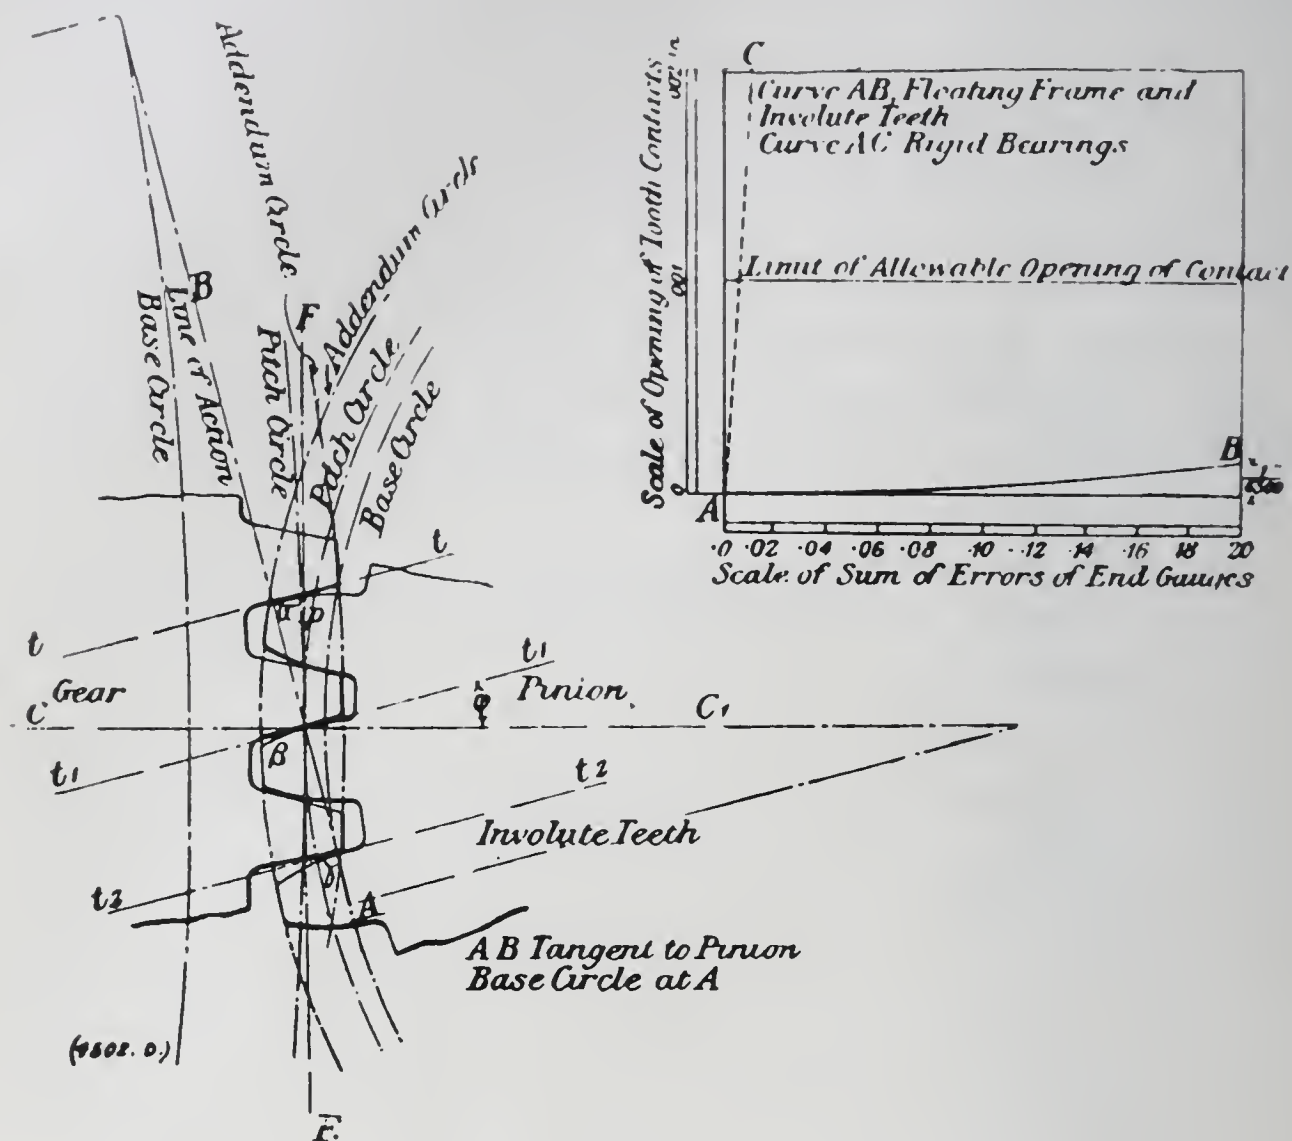 Addendum Circle
Addendum Circle
B
Line of Action
Base Circle
F
Pitch Circle
Pitch Circle
Base Circle
t
t
p
t1
Gear
φ
Pinion
C
C1
β
t1
t2
Involute Teeth
t2
A
A B Tangent to Pinion
Base Circle at A
F.
C
Curve AB, Floating Frame and
Involute Teeth
Curve AC Rigid Bearings
Limit of Allowable Opening of Contact
Scale of Opening of Tooth Contacts
·002
·001
0
B
A
·0 ·02 ·04 ·06 ·08 ·10 ·12 ·14 ·16 ·18 ·20
Scale of Sum of Errors of End Gauges